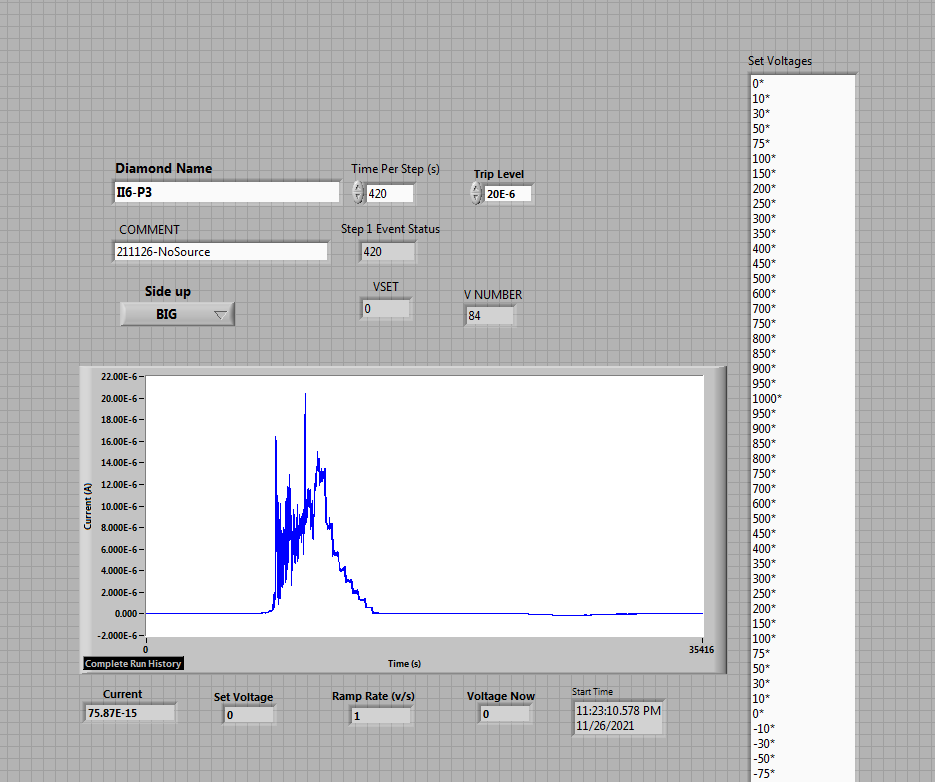 Set Voltages
Diamond Name
II6-P3
Time Per Step (s)
420
Trip Level
20E-6
COMMENT
211126-NoSource
Step 1 Event Status
420
Side up
BIG
VSET
0
V NUMBER
84
22.00E-6
20.00E-6
18.00E-6
16.00E-6
14.00E-6
12.00E-6
10.00E-6
8.000E-6
6.000E-6
4.000E-6
2.000E-6
0.000
-2.000E-6
Current (A)
0
35416
Time (s)
Complete Run History
Current
75.87E-15
Set Voltage
0
Ramp Rate (v/s)
1
Voltage Now
0
Start Time
11:23:10.578 PM
11/26/2021
0*
10*
30*
50*
75*
100*
150*
200*
250*
300*
350*
400*
450*
500*
600*
700*
750*
800*
850*
900*
950*
1000*
950*
900*
850*
800*
750*
700*
600*
500*
450*
400*
350*
300*
250*
200*
150*
100*
75*
50*
30*
10*
0*
-10*
-30*
-50*
-75*